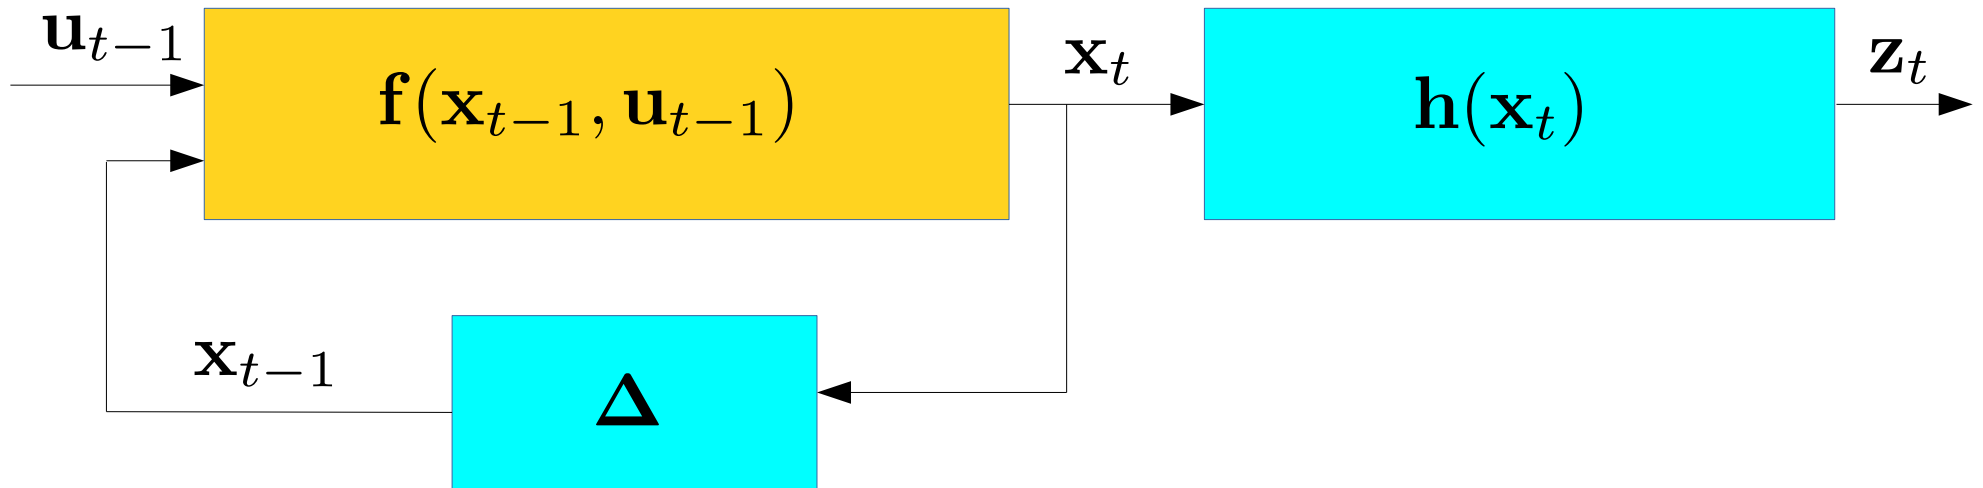 u_{t−1}
f(x_{t−1}, u_{t−1})
x_t
h(x_t)
z_t
x_{t−1}
Δ